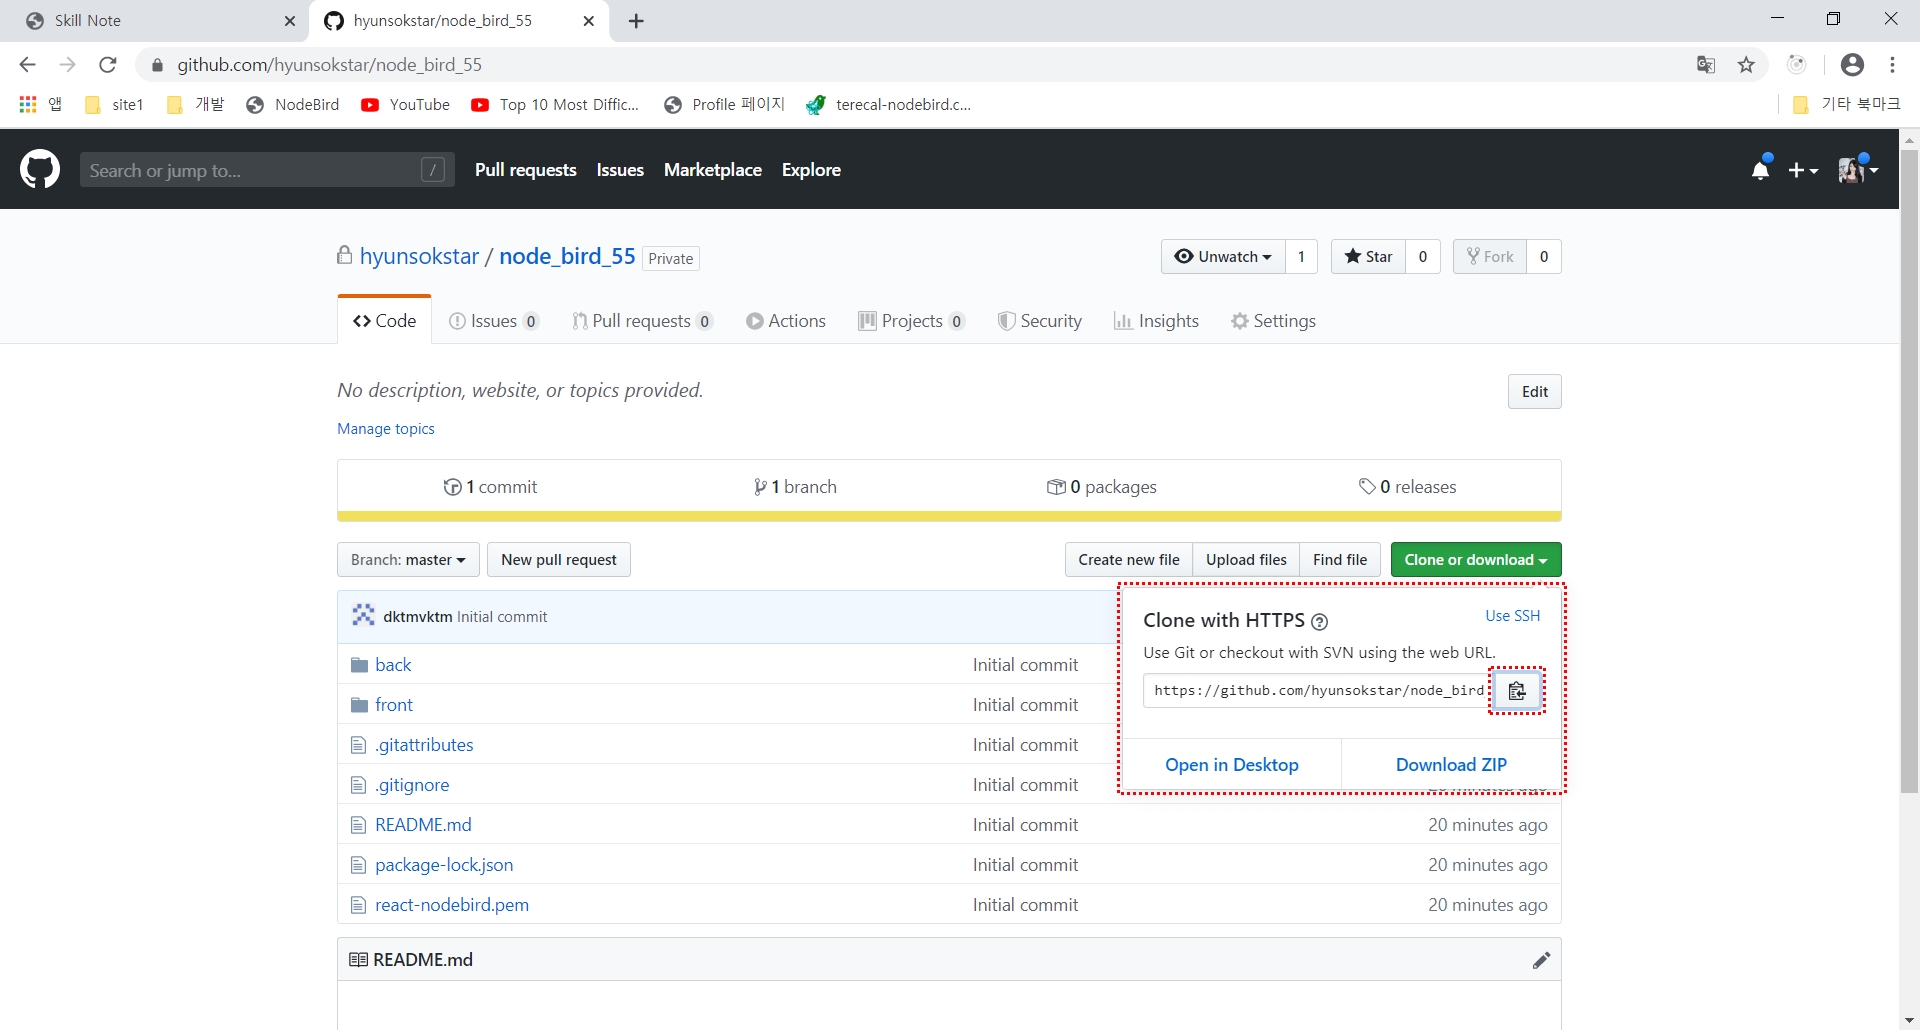 Skill Note
hyunsokstar/node_bird_55
github.com/hyunsokstar/node_bird_55
앱 site1 개발 NodeBird YouTube Top 10 Most Diffic... Profile 페이지 terecal-nodebird.c... 기타 북마크
Search or jump to... / Pull requests Issues Marketplace Explore
hyunsokstar / node_bird_55 Private Unwatch 1 Star 0 Fork 0
Code Issues 0 Pull requests 0 Actions Projects 0 Security Insights Settings
No description, website, or topics provided. Edit
Manage topics
1 commit 1 branch 0 packages 0 releases
Branch: master New pull request Create new file Upload files Find file Clone or download
dktmvktm Initial commit
Clone with HTTPS Use SSH
Use Git or checkout with SVN using the web URL.
https://github.com/hyunsokstar/node_bird
Open in Desktop Download ZIP
back Initial commit
front Initial commit
.gitattributes Initial commit
.gitignore Initial commit
README.md Initial commit 20 minutes ago
package-lock.json Initial commit 20 minutes ago
react-nodebird.pem Initial commit 20 minutes ago
README.md